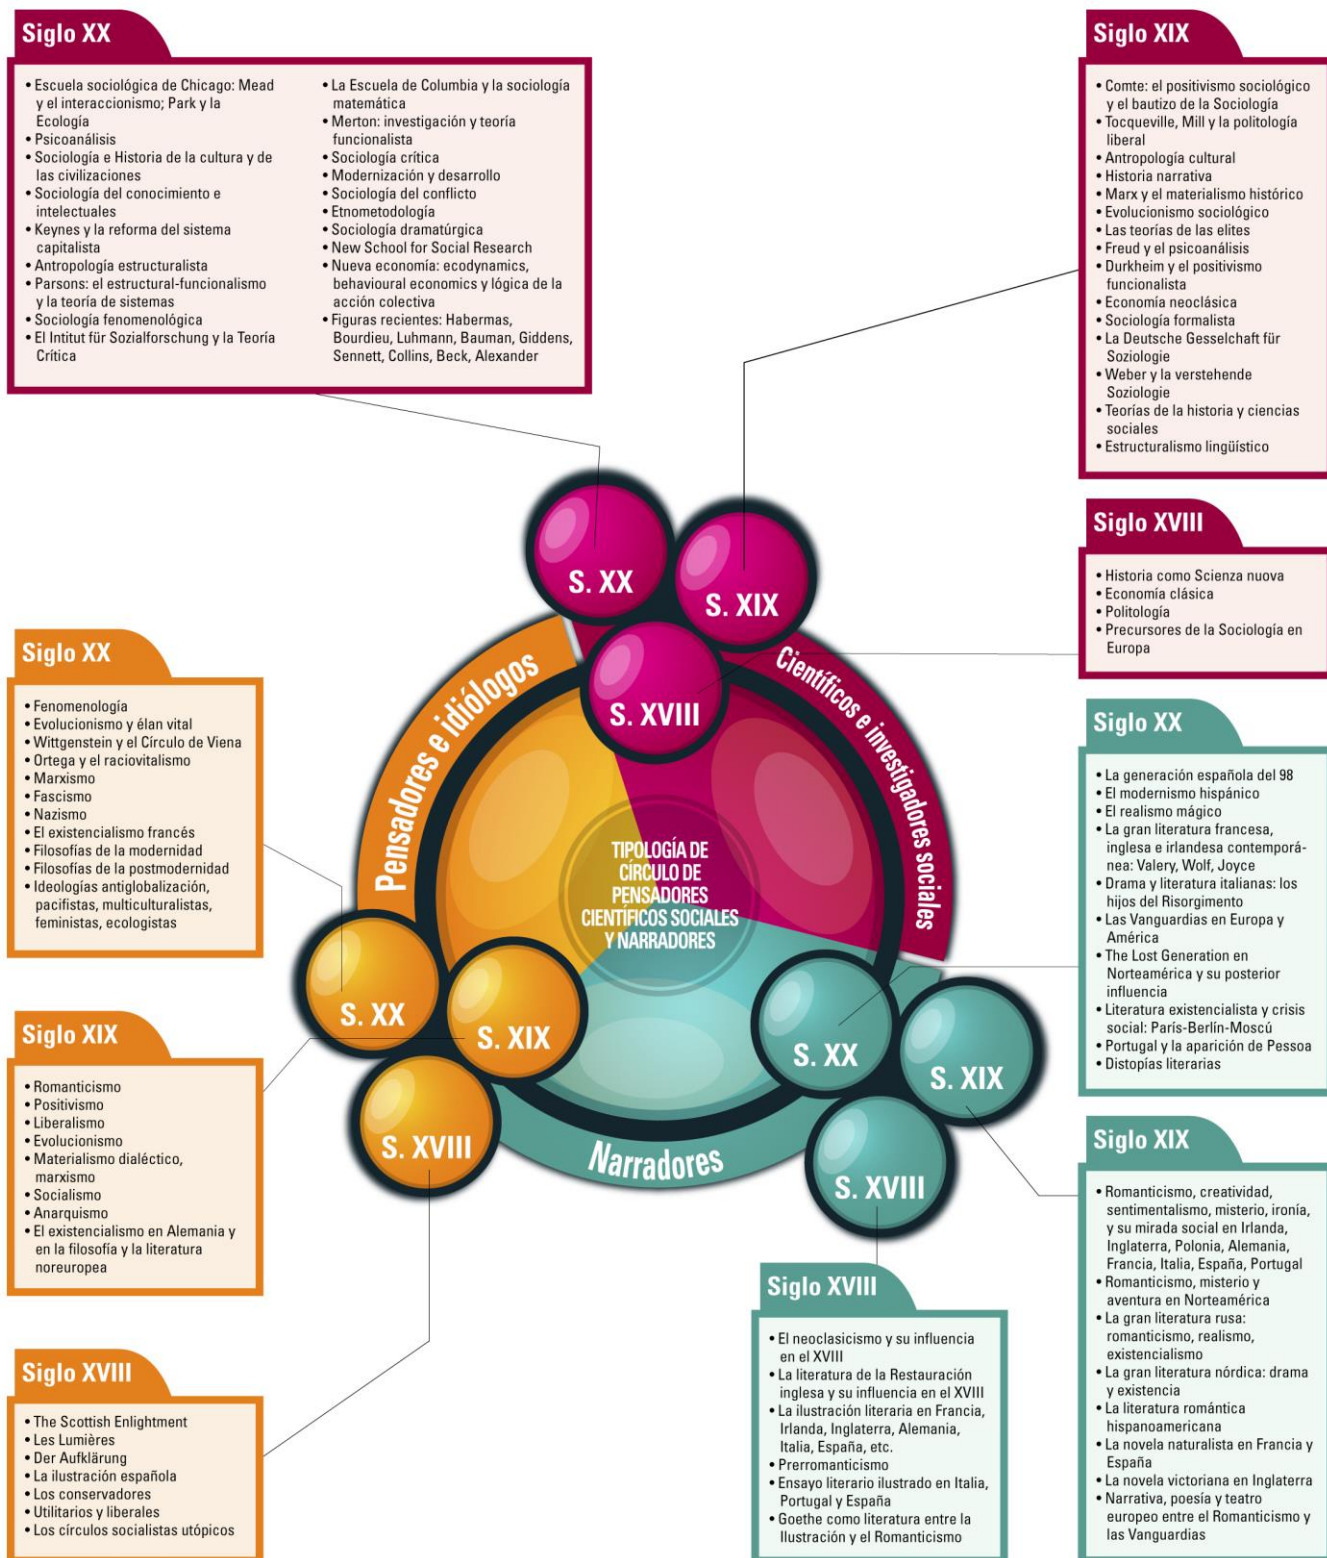 Siglo XX
• Escuela sociológica de Chicago: Mead
y el interaccionismo; Park y la
Ecología
• Psicoanálisis
• Sociología e Historia de la cultura y de
las civilizaciones
• Sociología del conocimiento e
intelectuales
• Keynes y la reforma del sistema
capitalista
• Antropología estructuralista
• Parsons: el estructural-funcionalismo
y la teoría de sistemas
• Sociología fenomenológica
• El Intitut für Sozialforschung y la Teoría
Crítica
• La Escuela de Columbia y la sociología
matemática
• Merton: investigación y teoría
funcionalista
• Sociología crítica
• Modernización y desarrollo
• Sociología del conflicto
• Etnometodología
• Sociología dramatúrgica
• New School for Social Research
• Nueva economía: ecodynamics,
behavioural economics y lógica de la
acción colectiva
• Figuras recientes: Habermas,
Bourdieu, Luhmann, Bauman, Giddens,
Sennett, Collins, Beck, Alexander
Siglo XIX
• Comte: el positivismo sociológico
y el bautizo de la Sociología
• Tocqueville, Mill y la politología
liberal
• Antropología cultural
• Historia narrativa
• Marx y el materialismo histórico
• Evolucionismo sociológico
• Las teorías de las elites
• Freud y el psicoanálisis
• Durkheim y el positivismo
funcionalista
• Economía neoclásica
• Sociología formalista
• La Deutsche Gesselchaft für
Soziologie
• Weber y la verstehende
Soziologie
• Teorías de la historia y ciencias
sociales
• Estructuralismo lingüístico
Siglo XVIII
• Historia como Scienza nuova
• Economía clásica
• Politología
• Precursores de la Sociología en
Europa
S. XX
S. XIX
S. XVIII
Pensadores e idiólogos
Científicos e investigadores sociales
Narradores
TIPOLOGÍA DE
CÍRCULO DE
PENSADORES
CIENTÍFICOS SOCIALES
Y NARRADORES
S. XX
S. XIX
S. XVIII
S. XX
S. XIX
S. XVIII
Siglo XX
• Fenomenología
• Evolucionismo y élan vital
• Wittgenstein y el Círculo de Viena
• Ortega y el raciovitalismo
• Marxismo
• Fascismo
• Nazismo
• El existencialismo francés
• Filosofías de la modernidad
• Filosofías de la postmodernidad
• Ideologías antiglobalización,
pacifistas, multiculturalistas,
feministas, ecologistas
Siglo XIX
• Romanticismo
• Positivismo
• Liberalismo
• Evolucionismo
• Materialismo dialéctico,
marxismo
• Socialismo
• Anarquismo
• El existencialismo en Alemania y
en la filosofía y la literatura
noreuropea
Siglo XVIII
• The Scottish Enlightment
• Les Lumières
• Der Aufklärung
• La ilustración española
• Los conservadores
• Utilitarios y liberales
• Los círculos socialistas utópicos
Siglo XX
• La generación española del 98
• El modernismo hispánico
• El realismo mágico
• La gran literatura francesa,
inglesa e irlandesa contemporá-
nea: Valery, Wolf, Joyce
• Drama y literatura italianas: los
hijos del Risorgimento
• Las Vanguardias en Europa y
América
• The Lost Generation en
Norteamérica y su posterior
influencia
• Literatura existencialista y crisis
social: París-Berlín-Moscú
• Portugal y la aparición de Pessoa
• Distopías literarias
Siglo XIX
• Romanticismo, creatividad,
sentimentalismo, misterio, ironía,
y su mirada social en Irlanda,
Inglaterra, Polonia, Alemania,
Francia, Italia, España, Portugal
• Romanticismo, misterio y
aventura en Norteamérica
• La gran literatura rusa:
romanticismo, realismo,
existencialismo
• La gran literatura nórdica: drama
y existencia
• La literatura romántica
hispanoamericana
• La novela naturalista en Francia y
España
• La novela victoriana en Inglaterra
• Narrativa, poesía y teatro
europeo entre el Romanticismo y
las Vanguardias
Siglo XVIII
• El neoclasicismo y su influencia
en el XVIII
• La literatura de la Restauración
inglesa y su influencia en el XVIII
• La ilustración literaria en Francia,
Irlanda, Inglaterra, Alemania,
Italia, España, etc.
• Prerromanticismo
• Ensayo literario ilustrado en Italia,
Portugal y España
• Goethe como literatura entre la
Ilustración y el Romanticismo